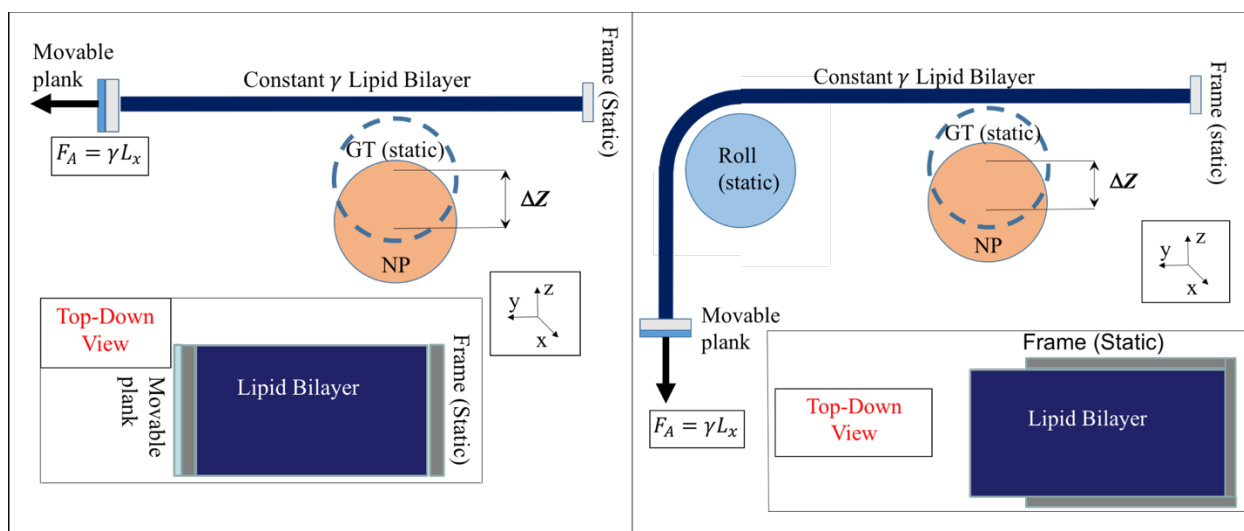 Movable
plank
Constant γ Lipid Bilayer
Frame (Static)
F_A = γL_x
GT (static)
ΔZ
NP
z
y
x
Top-Down
View
Movable
plank
Lipid Bilayer
Frame (Static)
Constant γ Lipid Bilayer
Frame (static)
Roll
(static)
GT (static)
ΔZ
NP
z
y
x
Movable
plank
F_A = γL_x
Frame (Static)
Top-Down
View
Lipid Bilayer